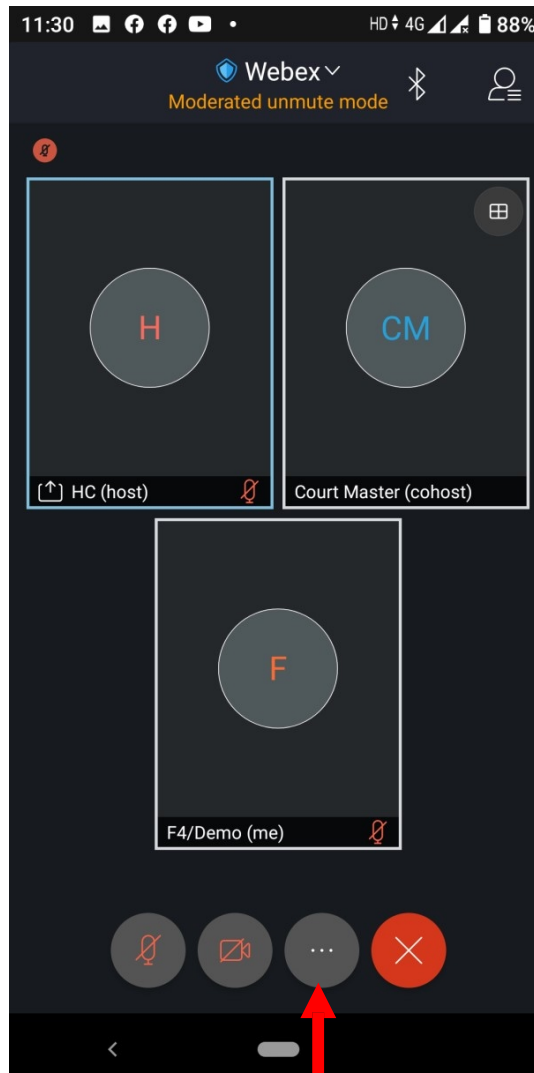 11:30 HD 4G 88%
Webex
Moderated unmute mode
H
CM
HC (host)
Court Master (cohost)
F
F4/Demo (me)